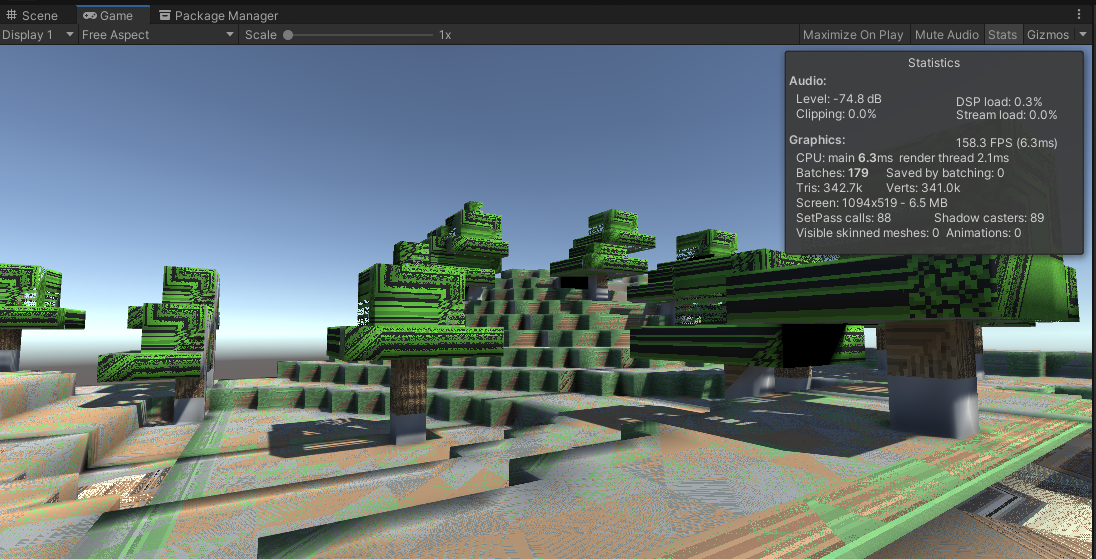 Scene Game Package Manager
Display 1 Free Aspect Scale 1x Maximize On Play Mute Audio Stats Gizmos
Statistics
Audio:
Level: -74.8 dB DSP load: 0.3%
Clipping: 0.0% Stream load: 0.0%
Graphics: 158.3 FPS (6.3ms)
CPU: main 6.3ms render thread 2.1ms
Batches: 179 Saved by batching: 0
Tris: 342.7k Verts: 341.0k
Screen: 1094x519 - 6.5 MB
SetPass calls: 88 Shadow casters: 89
Visible skinned meshes: 0 Animations: 0